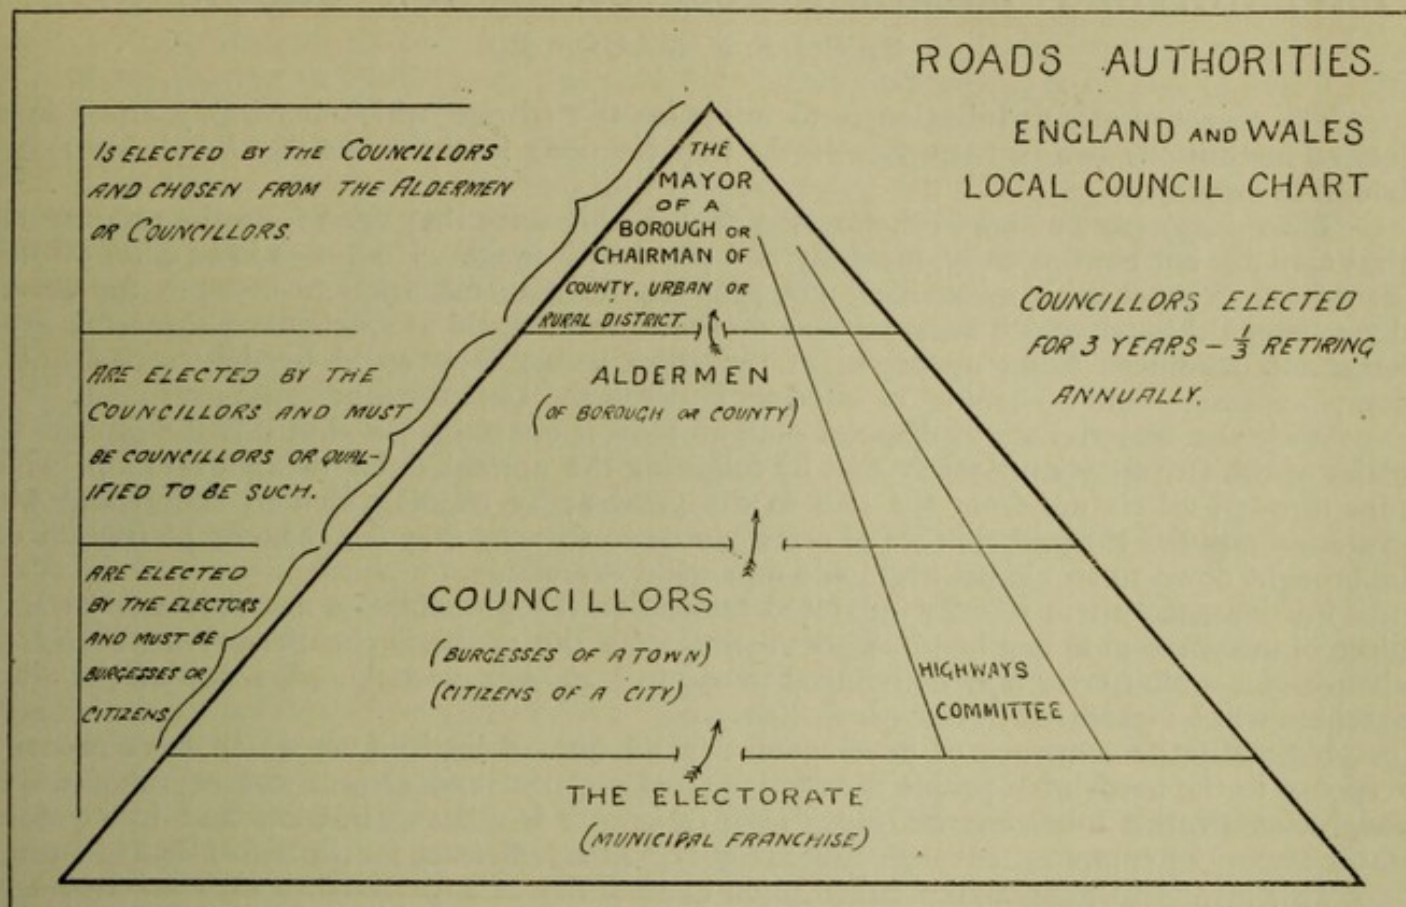 ROADS AUTHORITIES.
ENGLAND AND WALES
LOCAL COUNCIL CHART
COUNCILLORS ELECTED
FOR 3 YEARS – 1/3 RETIRING
ANNUALLY.
IS ELECTED BY THE COUNCILLORS
AND CHOSEN FROM THE ALDERMEN
OR COUNCILLORS.
THE
MAYOR
OF A
BOROUGH OR
CHAIRMAN OF
COUNTY, URBAN OR
RURAL DISTRICT
ARE ELECTED BY THE
COUNCILLORS AND MUST
BE COUNCILLORS OR QUAL-
IFIED TO BE SUCH.
ALDERMEN
(OF BOROUGH OR COUNTY)
ARE ELECTED
BY THE ELECTORS
AND MUST BE
BURGESSES OR
CITIZENS
COUNCILLORS
(BURGESSES OF A TOWN)
(CITIZENS OF A CITY)
HIGHWAYS
COMMITTEE
THE ELECTORATE
(MUNICIPAL FRANCHISE)